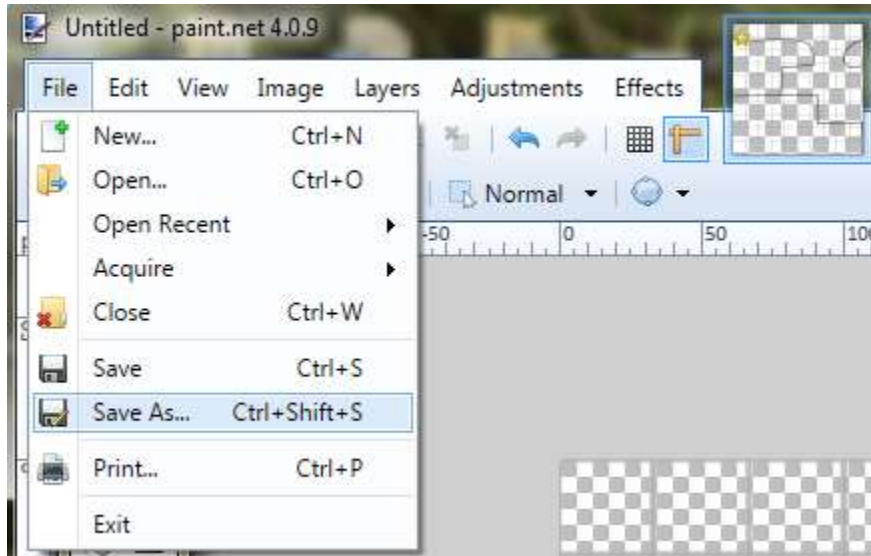 Untitled - paint.net 4.0.9
File Edit View Image Layers Adjustments Effects
New... Ctrl+N
Open... Ctrl+O
Normal
Open Recent
-50 0 50 100
Acquire
Close Ctrl+W
Save Ctrl+S
Save As... Ctrl+Shift+S
Print... Ctrl+P
Exit